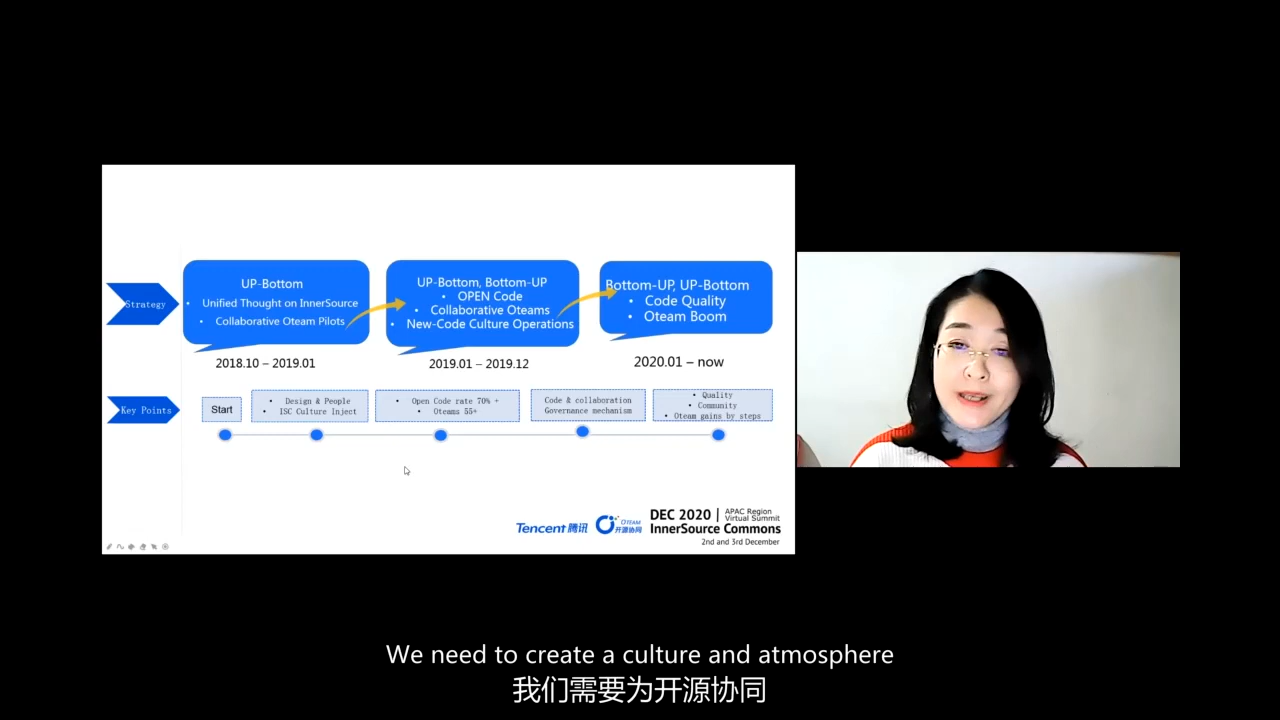 Strategy
UP-Bottom
• Unified Thought on InnerSource
• Collaborative Oteam Pilots
2018.10 – 2019.01
UP-Bottom, Bottom-UP
• OPEN Code
• Collaborative Oteams
• New-Code Culture Operations
2019.01 – 2019.12
Bottom-UP, UP-Bottom
• Code Quality
• Oteam Boom
2020.01 – now
Key Points
Start
• Design & People
• ISC Culture Inject
• Open Code rate 70% +
• Oteams 55+
Code & collaboration
Governance mechanism
• Quality
• Community
• Oteam gains by steps
Tencent 腾讯
OTEAM
开源协同
DEC 2020 | APAC Region
Virtual Summit
InnerSource Commons
2nd and 3rd December
We need to create a culture and atmosphere
我们需要为开源协同